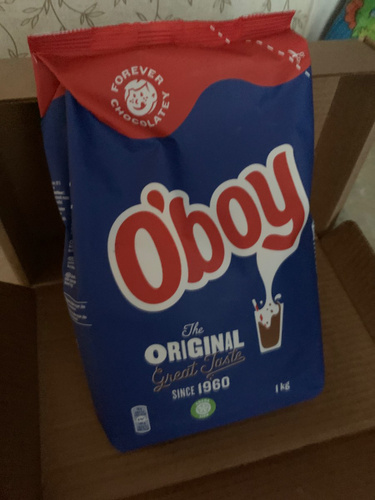 FOREVER
CHOCOLATEY
O'boy
The
ORIGINAL
Great Taste
SINCE 1960
1 kg